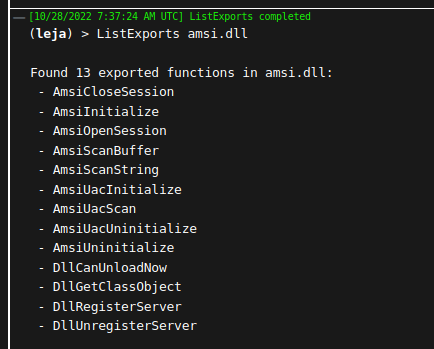 [10/28/2022 7:37:24 AM UTC] ListExports completed
(leja) > ListExports amsi.dll
Found 13 exported functions in amsi.dll:
- AmsiCloseSession
- AmsiInitialize
- AmsiOpenSession
- AmsiScanBuffer
- AmsiScanString
- AmsiUacInitialize
- AmsiUacScan
- AmsiUacUninitialize
- AmsiUninitialize
- DllCanUnloadNow
- DllGetClassObject
- DllRegisterServer
- DllUnregisterServer